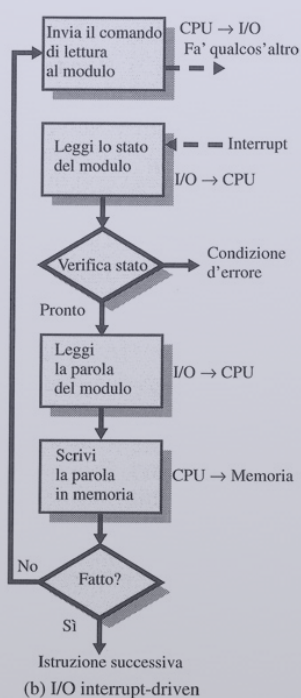 Invia il comando
di lettura
al modulo
CPU → I/O
Fa' qualcos'altro
Leggi lo stato
del modulo
Interrupt
I/O → CPU
Verifica stato
Condizione
d'errore
Pronto
Leggi
la parola
del modulo
I/O → CPU
Scrivi
la parola
in memoria
CPU → Memoria
No
Fatto?
Sì
Istruzione successiva
(b) I/O interrupt-driven